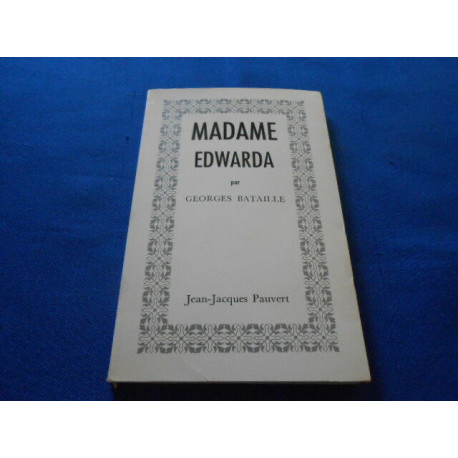 MADAME
EDWARDA
par
GEORGES BATAILLE
Jean-Jacques Pauvert